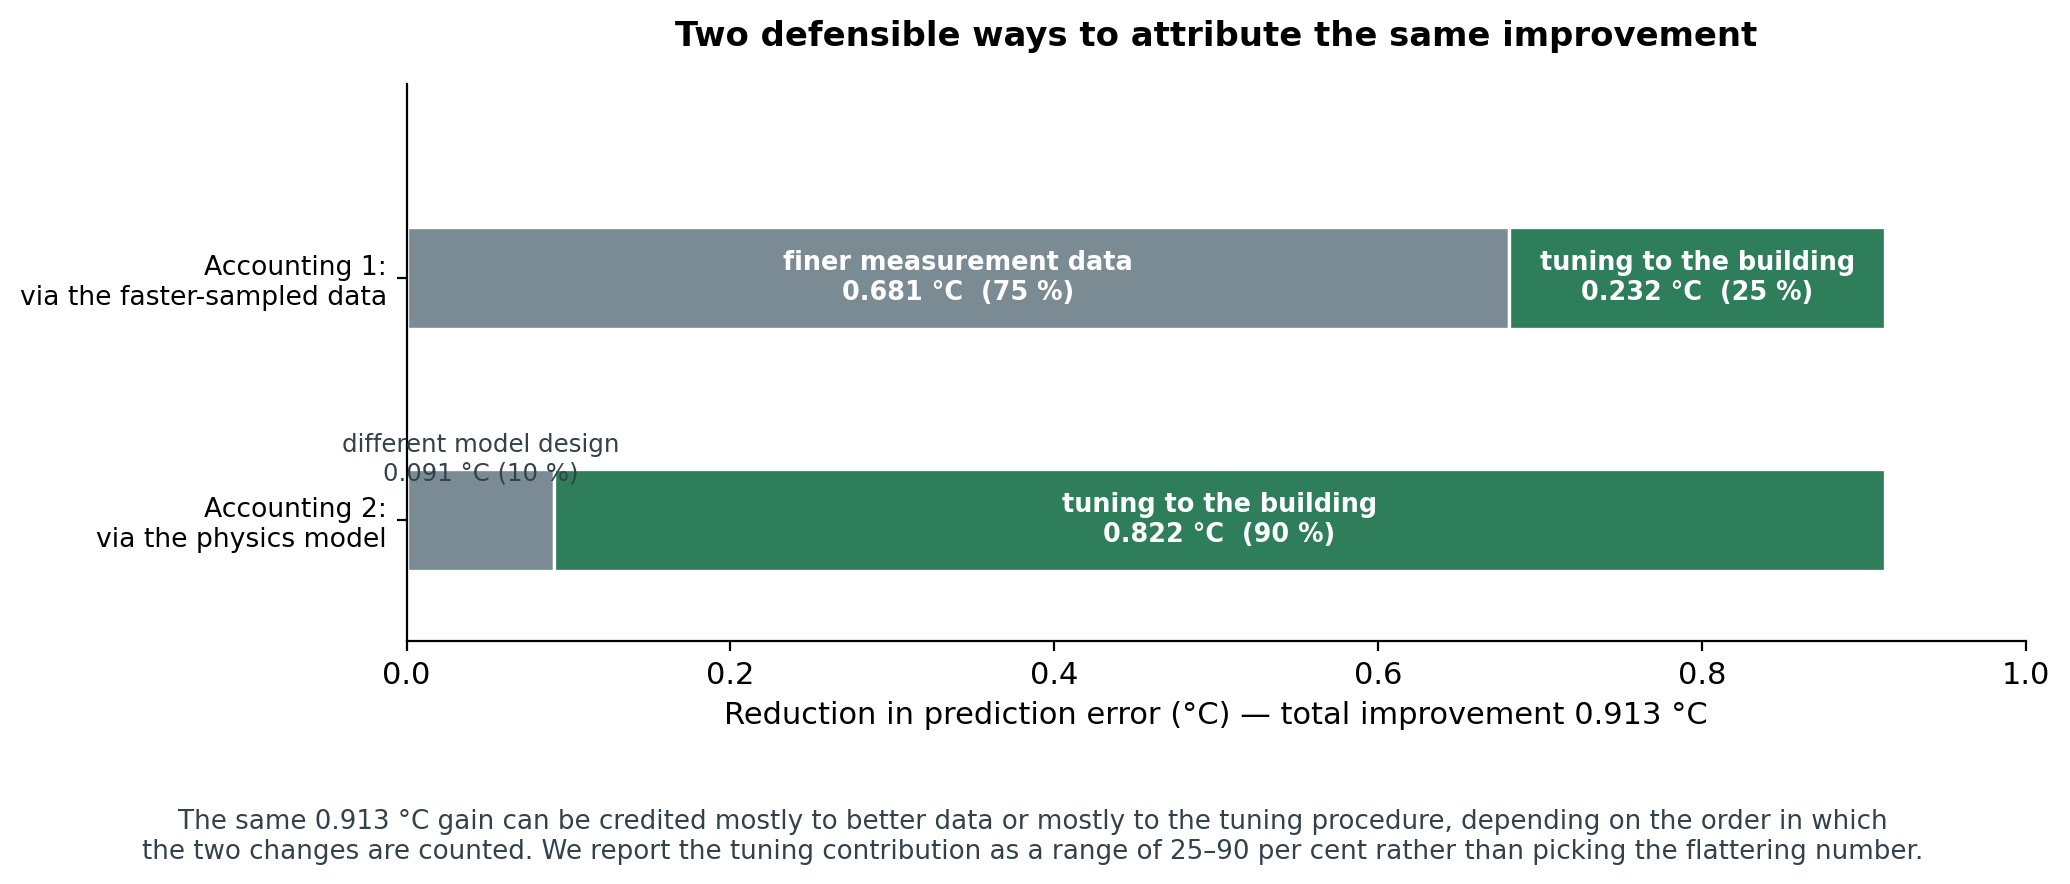 Two defensible ways to attribute the same improvement
Accounting 1:
via the faster-sampled data
finer measurement data
0.681 °C  (75 %)
tuning to the building
0.232 °C  (25 %)
different model design
0.091 °C (10 %)
Accounting 2:
via the physics model
tuning to the building
0.822 °C  (90 %)
0.0 0.2 0.4 0.6 0.8 1.0
Reduction in prediction error (°C) — total improvement 0.913 °C
The same 0.913 °C gain can be credited mostly to better data or mostly to the tuning procedure, depending on the order in which
the two changes are counted. We report the tuning contribution as a range of 25–90 per cent rather than picking the flattering number.